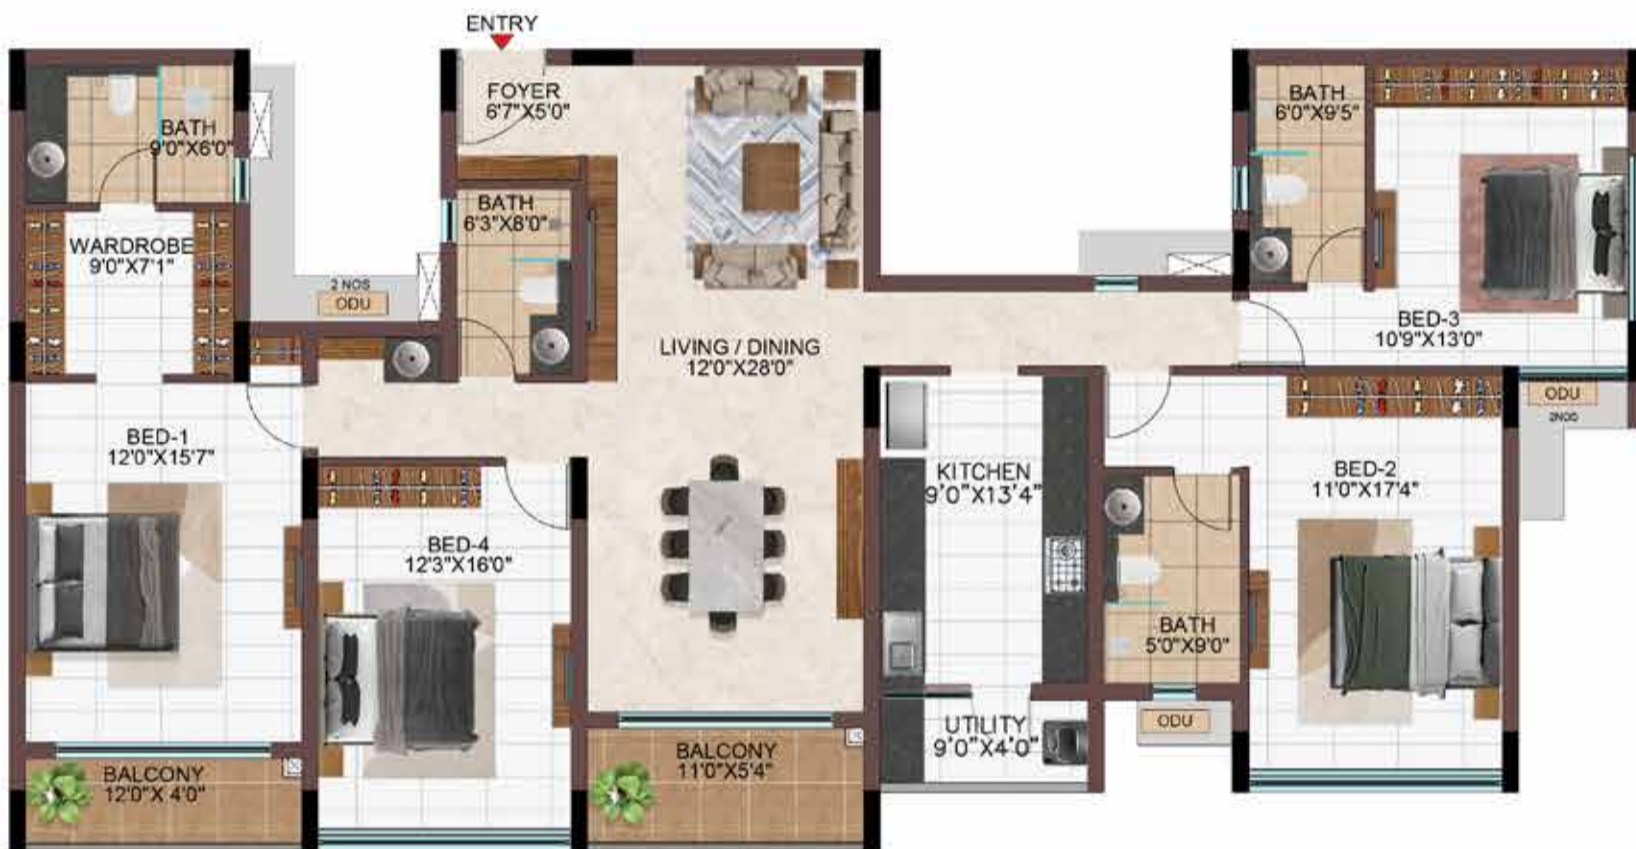 ENTRY
FOYER
6'7"X5'0"
BATH
9'0"X6'0"
BATH
6'0"X9'5"
BATH
6'3"X8'0"
WARDROBE
9'0"X7'1"
2 NOS
ODU
LIVING / DINING
12'0"X28'0"
BED-3
10'9"X13'0"
ODU
2NOS
BED-1
12'0"X15'7"
KITCHEN
9'0"X13'4"
BED-2
11'0"X17'4"
BED-4
12'3"X16'0"
BATH
5'0"X9'0"
UTILITY
9'0"X4'0"
ODU
BALCONY
11'0"X5'4"
BALCONY
12'0"X 4'0"